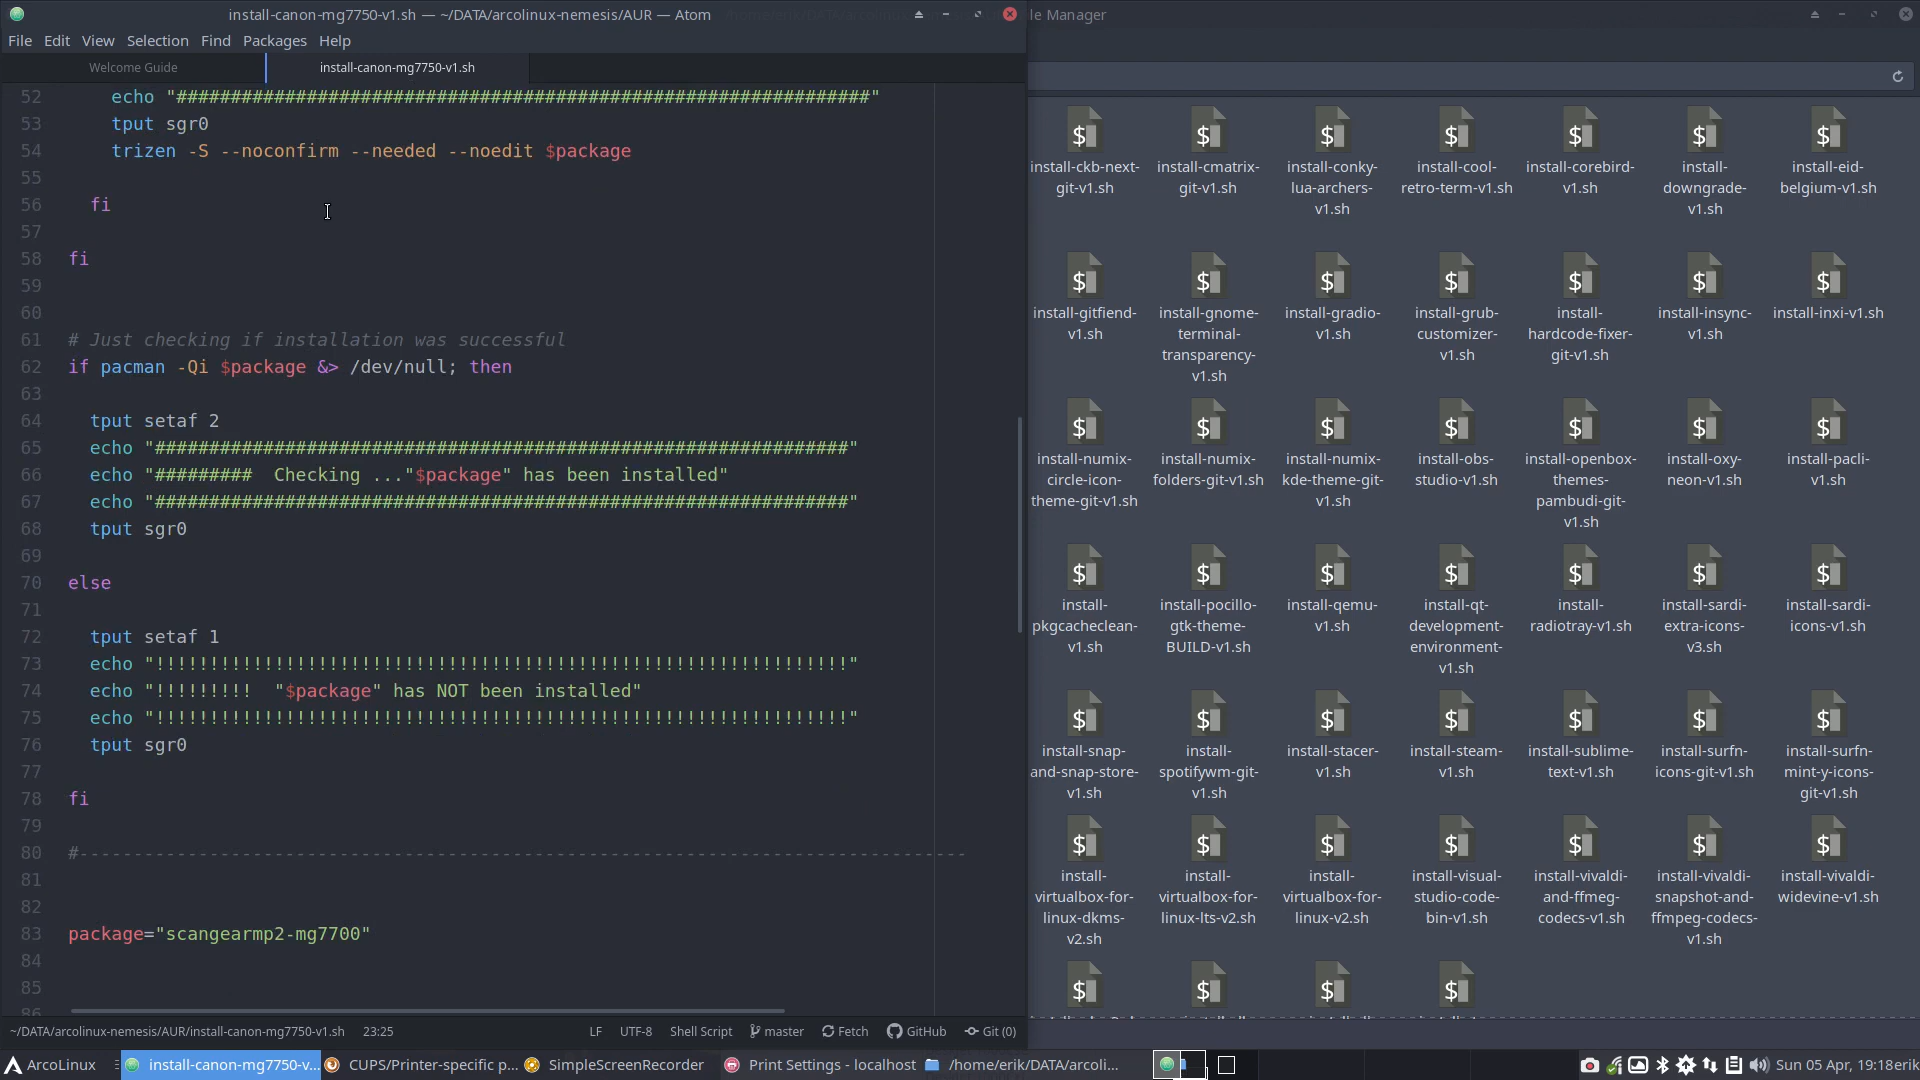 install-canon-mg7750-v1.sh — ~/DATA/arcolinux-nemesis/AUR — Atom
le Manager
File Edit View Selection Find Packages Help
Welcome Guide
install-canon-mg7750-v1.sh
52 echo "################################################################"
53 tput sgr0
54 trizen -S --noconfirm --needed --noedit $package
55
56 fi
57
58 fi
59
60
61 # Just checking if installation was successful
62 if pacman -Qi $package &> /dev/null; then
63
64 tput setaf 2
65 echo "################################################################"
66 echo "#########  Checking ..."$package" has been installed"
67 echo "################################################################"
68 tput sgr0
69
70 else
71
72 tput setaf 1
73 echo "!!!!!!!!!!!!!!!!!!!!!!!!!!!!!!!!!!!!!!!!!!!!!!!!!!!!!!!!!!!!!!!!"
74 echo "!!!!!!!!!  "$package" has NOT been installed"
75 echo "!!!!!!!!!!!!!!!!!!!!!!!!!!!!!!!!!!!!!!!!!!!!!!!!!!!!!!!!!!!!!!!!"
76 tput sgr0
77
78 fi
79
80 #----------------------------------------------------------------------------------
81
82
83 package="scangearmp2-mg7700"
84
85
86
~/DATA/arcolinux-nemesis/AUR/install-canon-mg7750-v1.sh 23:25 LF UTF-8 Shell Script master Fetch GitHub Git (0)
install-ckb-next-
git-v1.sh
install-cmatrix-
git-v1.sh
install-conky-
lua-archers-
v1.sh
install-cool-
retro-term-v1.sh
install-corebird-
v1.sh
install-
downgrade-
v1.sh
install-eid-
belgium-v1.sh
install-gitfiend-
v1.sh
install-gnome-
terminal-
transparency-
v1.sh
install-gradio-
v1.sh
install-grub-
customizer-
v1.sh
install-
hardcode-fixer-
git-v1.sh
install-insync-
v1.sh
install-inxi-v1.sh
install-numix-
circle-icon-
theme-git-v1.sh
install-numix-
folders-git-v1.sh
install-numix-
kde-theme-git-
v1.sh
install-obs-
studio-v1.sh
install-openbox-
themes-
pambudi-git-
v1.sh
install-oxy-
neon-v1.sh
install-pacli-
v1.sh
install-
pkgcacheclean-
v1.sh
install-pocillo-
gtk-theme-
BUILD-v1.sh
install-qemu-
v1.sh
install-qt-
development-
environment-
v1.sh
install-
radiotray-v1.sh
install-sardi-
extra-icons-
v3.sh
install-sardi-
icons-v1.sh
install-snap-
and-snap-store-
v1.sh
install-
spotifywm-git-
v1.sh
install-stacer-
v1.sh
install-steam-
v1.sh
install-sublime-
text-v1.sh
install-surfn-
icons-git-v1.sh
install-surfn-
mint-y-icons-
git-v1.sh
install-
virtualbox-for-
linux-dkms-
v2.sh
install-
virtualbox-for-
linux-lts-v2.sh
install-
virtualbox-for-
linux-v2.sh
install-visual-
studio-code-
bin-v1.sh
install-vivaldi-
and-ffmeg-
codecs-v1.sh
install-vivaldi-
snapshot-and-
ffmpeg-codecs-
v1.sh
install-vivaldi-
widevine-v1.sh
ArcoLinux install-canon-mg7750-v... CUPS/Printer-specific p... SimpleScreenRecorder Print Settings - localhost /home/erik/DATA/arcoli... Sun 05 Apr, 19:18 erik